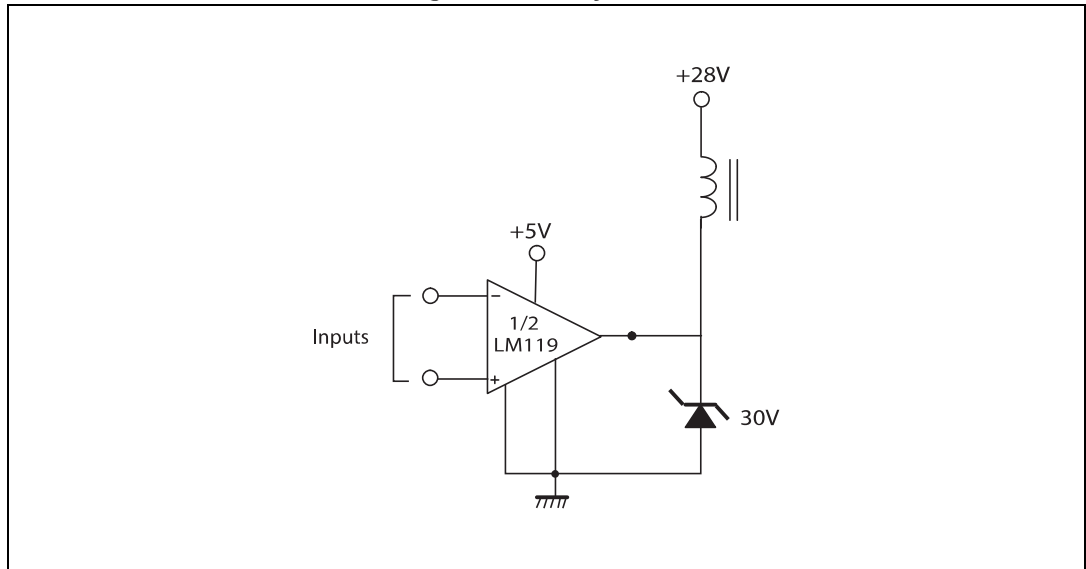 +28V
+5V
−
1/2
Inputs
LM119
+
30V